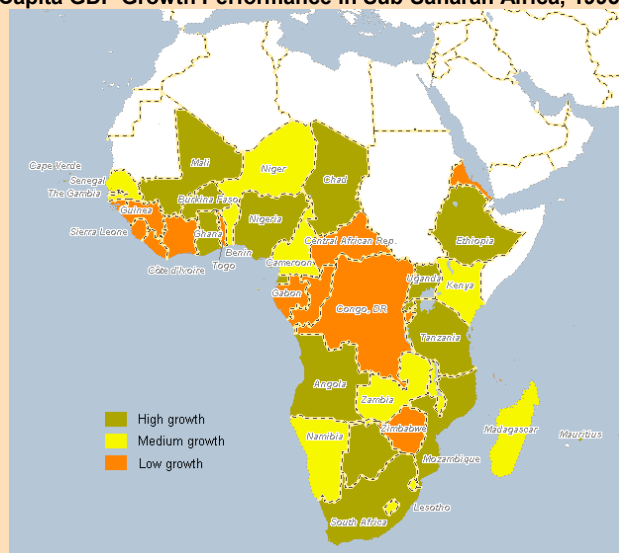 Capita GDP Growth Performance in Sub Saharan Africa, 199
Cape Verde
Senegal
The Gambia
Mali
Niger
Chad
Burkina Faso
Guinea
Sierra Leone
Ghana
Nigeria
Côte d'Ivoire
Togo
Benin
Cameroon
Central African Rep.
Ethiopia
Gabon
Congo, DR
Uganda
Kenya
Tanzania
Angola
Zambia
Zimbabwe
Namibia
Mozambique
Madagascar
Mauritius
Lesotho
South Africa
High growth
Medium growth
Low growth